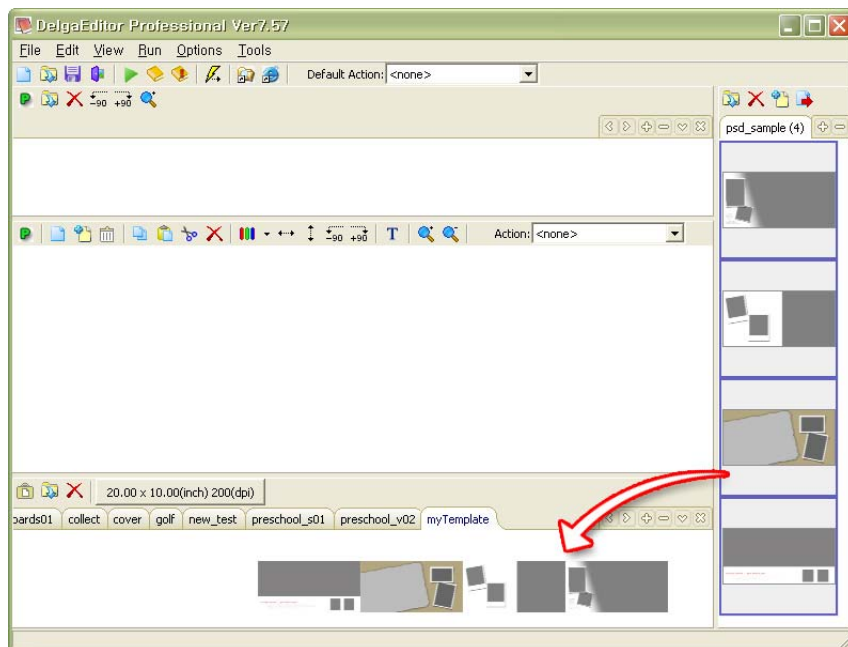 DelgaEditor Professional Ver7.57
File Edit View Run Options Tools
Default Action: <none>
-90 +90
psd_sample (4)
-90 +90 T Action: <none>
20.00 x 10.00(inch) 200(dpi)
oards01 collect cover golf new_test preschool_s01 preschool_v02 myTemplate